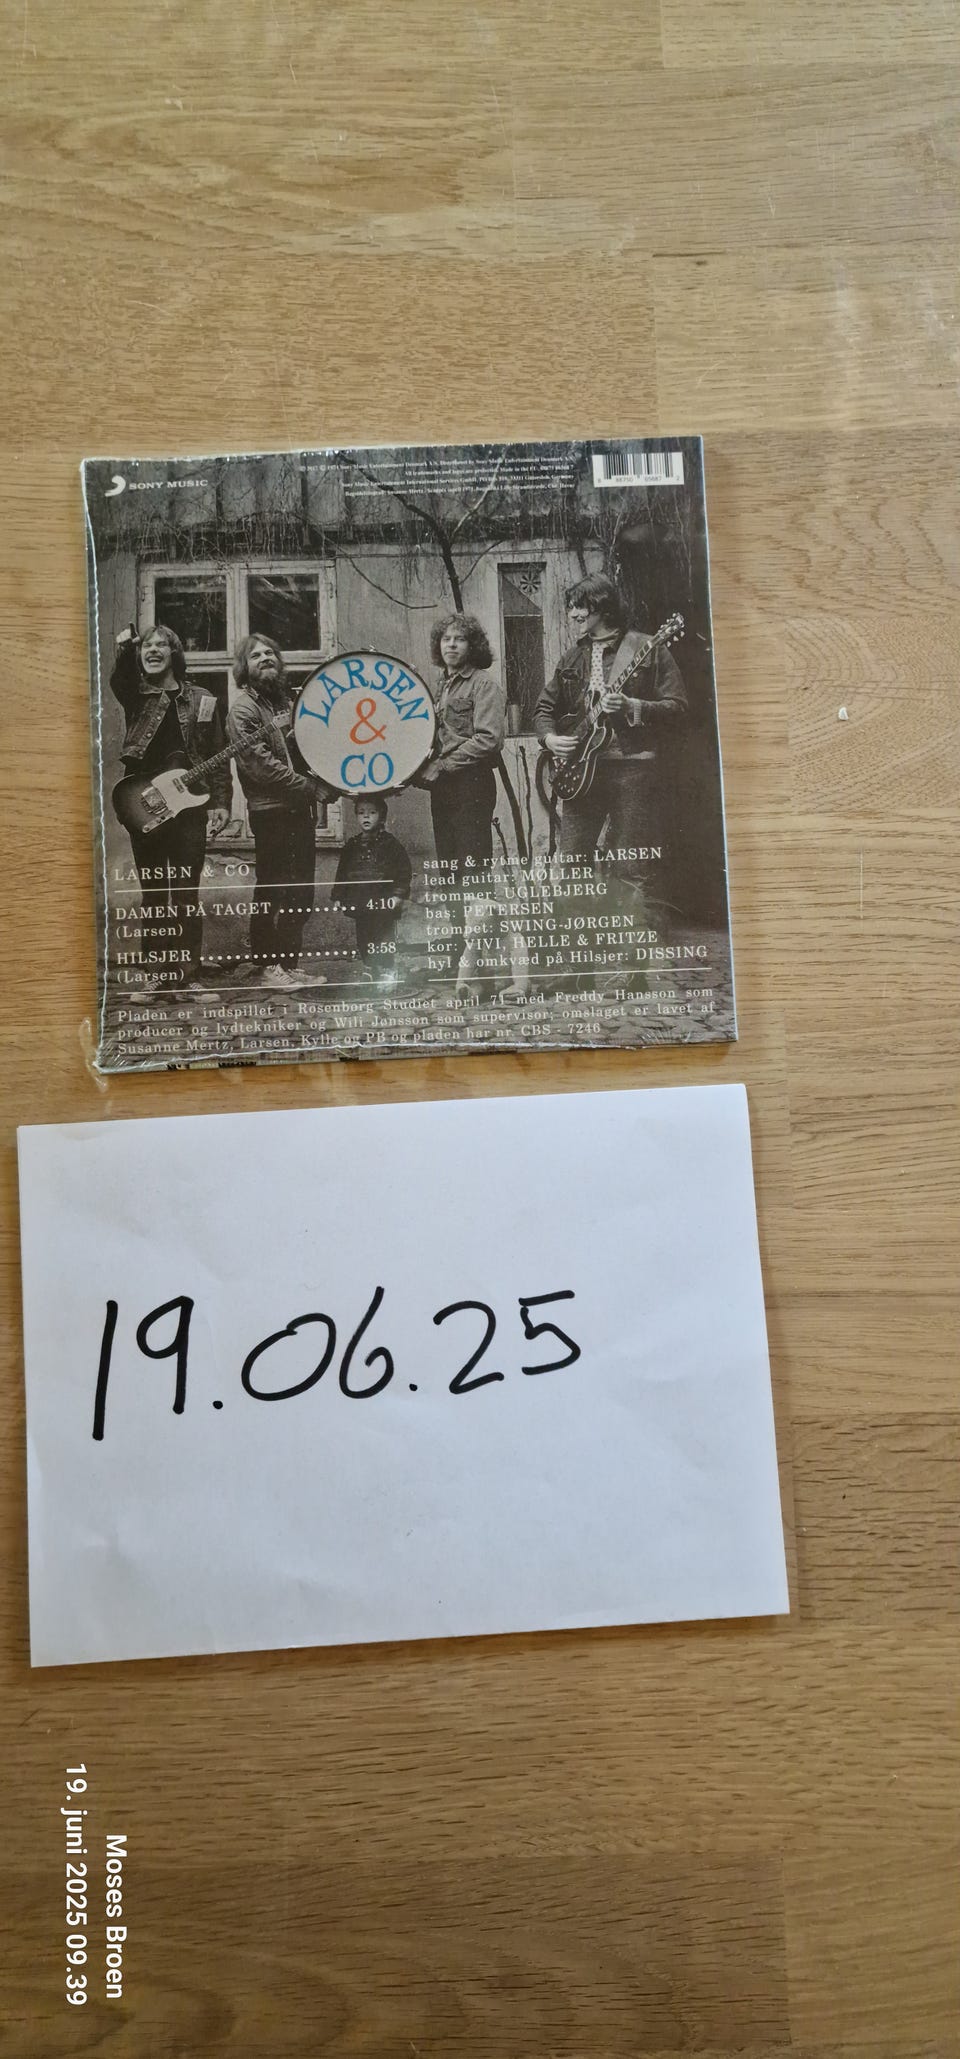 SONY MUSIC
LARSEN
&
CO
LARSEN & CO
DAMEN PÅ TAGET ......... 4:10
(Larsen)
HILSJER .................... 3:58
(Larsen)
sang & rytme guitar: LARSEN
lead guitar: MØLLER
trommer: UGLEBJERG
bas: PETERSEN
trompet: SWING-JØRGEN
kor: VIVI, HELLE & FRITZE
hyl & omkvæd på Hilsjer: DISSING
Pladen er indspillet i Rosenborg Studiet april 71 med Freddy Hansson som
producer og lydtekniker og Wili Jønsson som supervisor; omslaget er lavet af
Susanne Mertz, Larsen, Kylle og PB og pladen har nr. CBS - 7246
19.06.25
Moses Broen
19. juni 2025 09.39